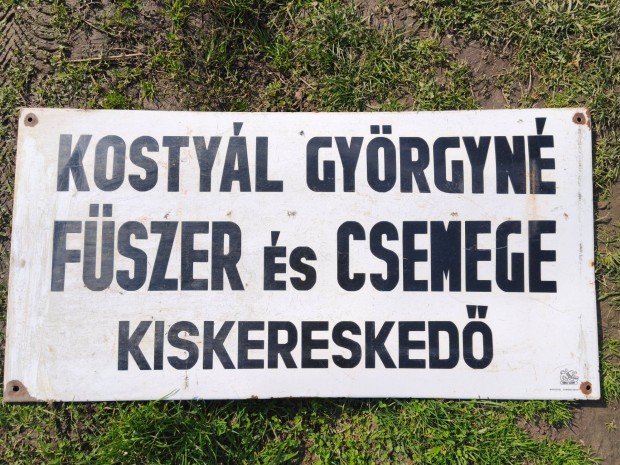 KOSTYÁL GYÖRGYNÉ
FÜSZER és CSEMEGE
KISKERESKEDŐ